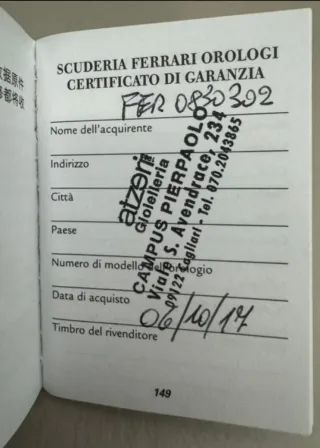 SCUDERIA FERRARI OROLOGI
CERTIFICATO DI GARANZIA
FER 0830302
Nome dell'acquirente
Indirizzo
Città
Paese
Numero di modello dell'orologio
Data di acquisto
06/10/17
Timbro del rivenditore
atzeni
Gioielleria
CAMPUS PIERPAOLO
Viale S. Avendrace, 234
09122 Cagliari - Tel. 070.2043865
149